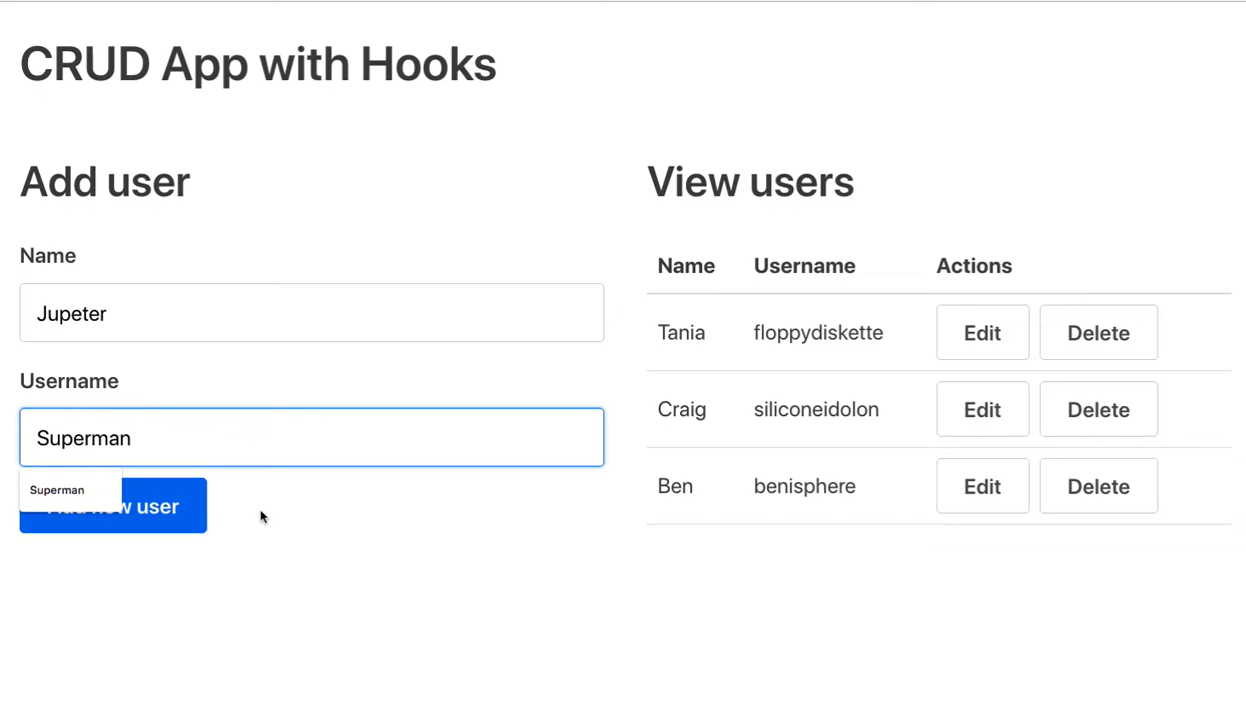 CRUD App with Hooks
Add user
Name
Jupeter
Username
Superman
Superman
user
View users
Name Username Actions
Tania floppydiskette Edit Delete
Craig siliconeidolon Edit Delete
Ben benisphere Edit Delete